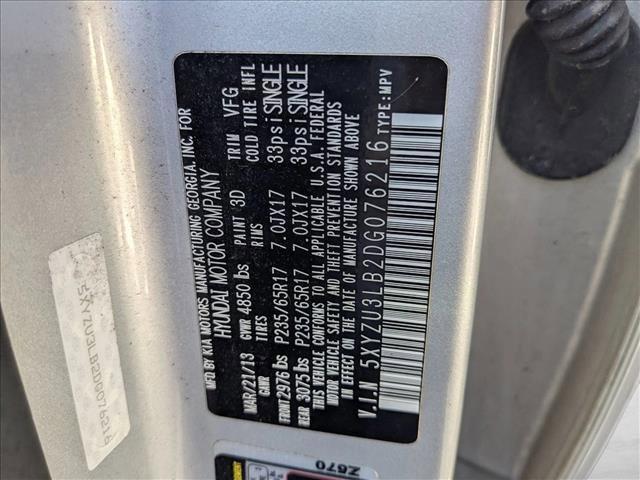 MFD BY KIA MOTORS MANUFACTURING GEORGIA, INC. FOR
HYUNDAI MOTOR COMPANY
MAR/21/13 GVWR 4850 lbs PAINT 3D TRIM VFG
GAWR TIRES RIMS COLD TIRE INFL
FRONT 2976 lbs P235/65R17 7.0JX17 33psi SINGLE
REAR 3075 lbs P235/65R17 7.0JX17 33psi SINGLE
THIS VEHICLE CONFORMS TO ALL APPLICABLE U.S.A. FEDERAL
MOTOR VEHICLE SAFETY AND THEFT PREVENTION STANDARDS
IN EFFECT ON THE DATE OF MANUFACTURE SHOWN ABOVE
V.I.N 5XYZU3LB2DG076216 TYPE:MPV
5XYZU3LB2DG076216
Z670